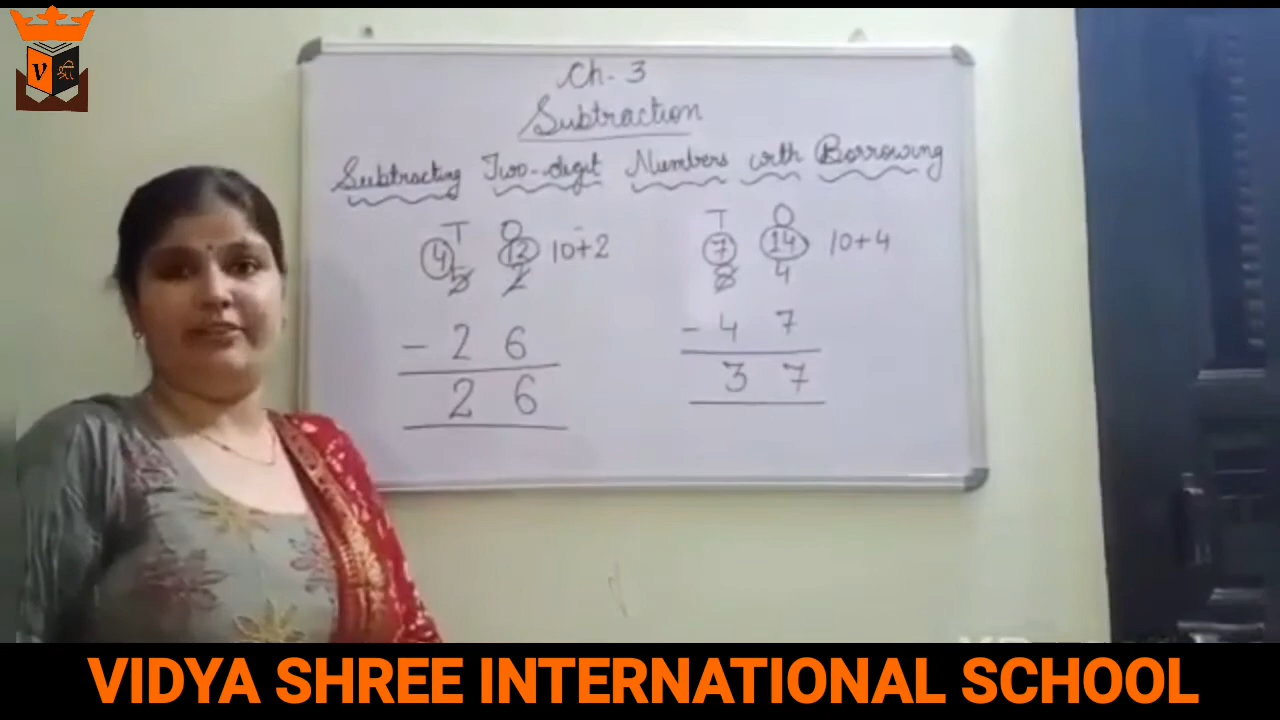 V श्री
Ch- 3
Subtraction
Subtracting Two-digit Numbers with Borrowing
T O
4 12 10+2
5 2
- 2 6
2 6
T O
7 14 10+4
8 4
- 4 7
3 7
VIDYA SHREE INTERNATIONAL SCHOOL